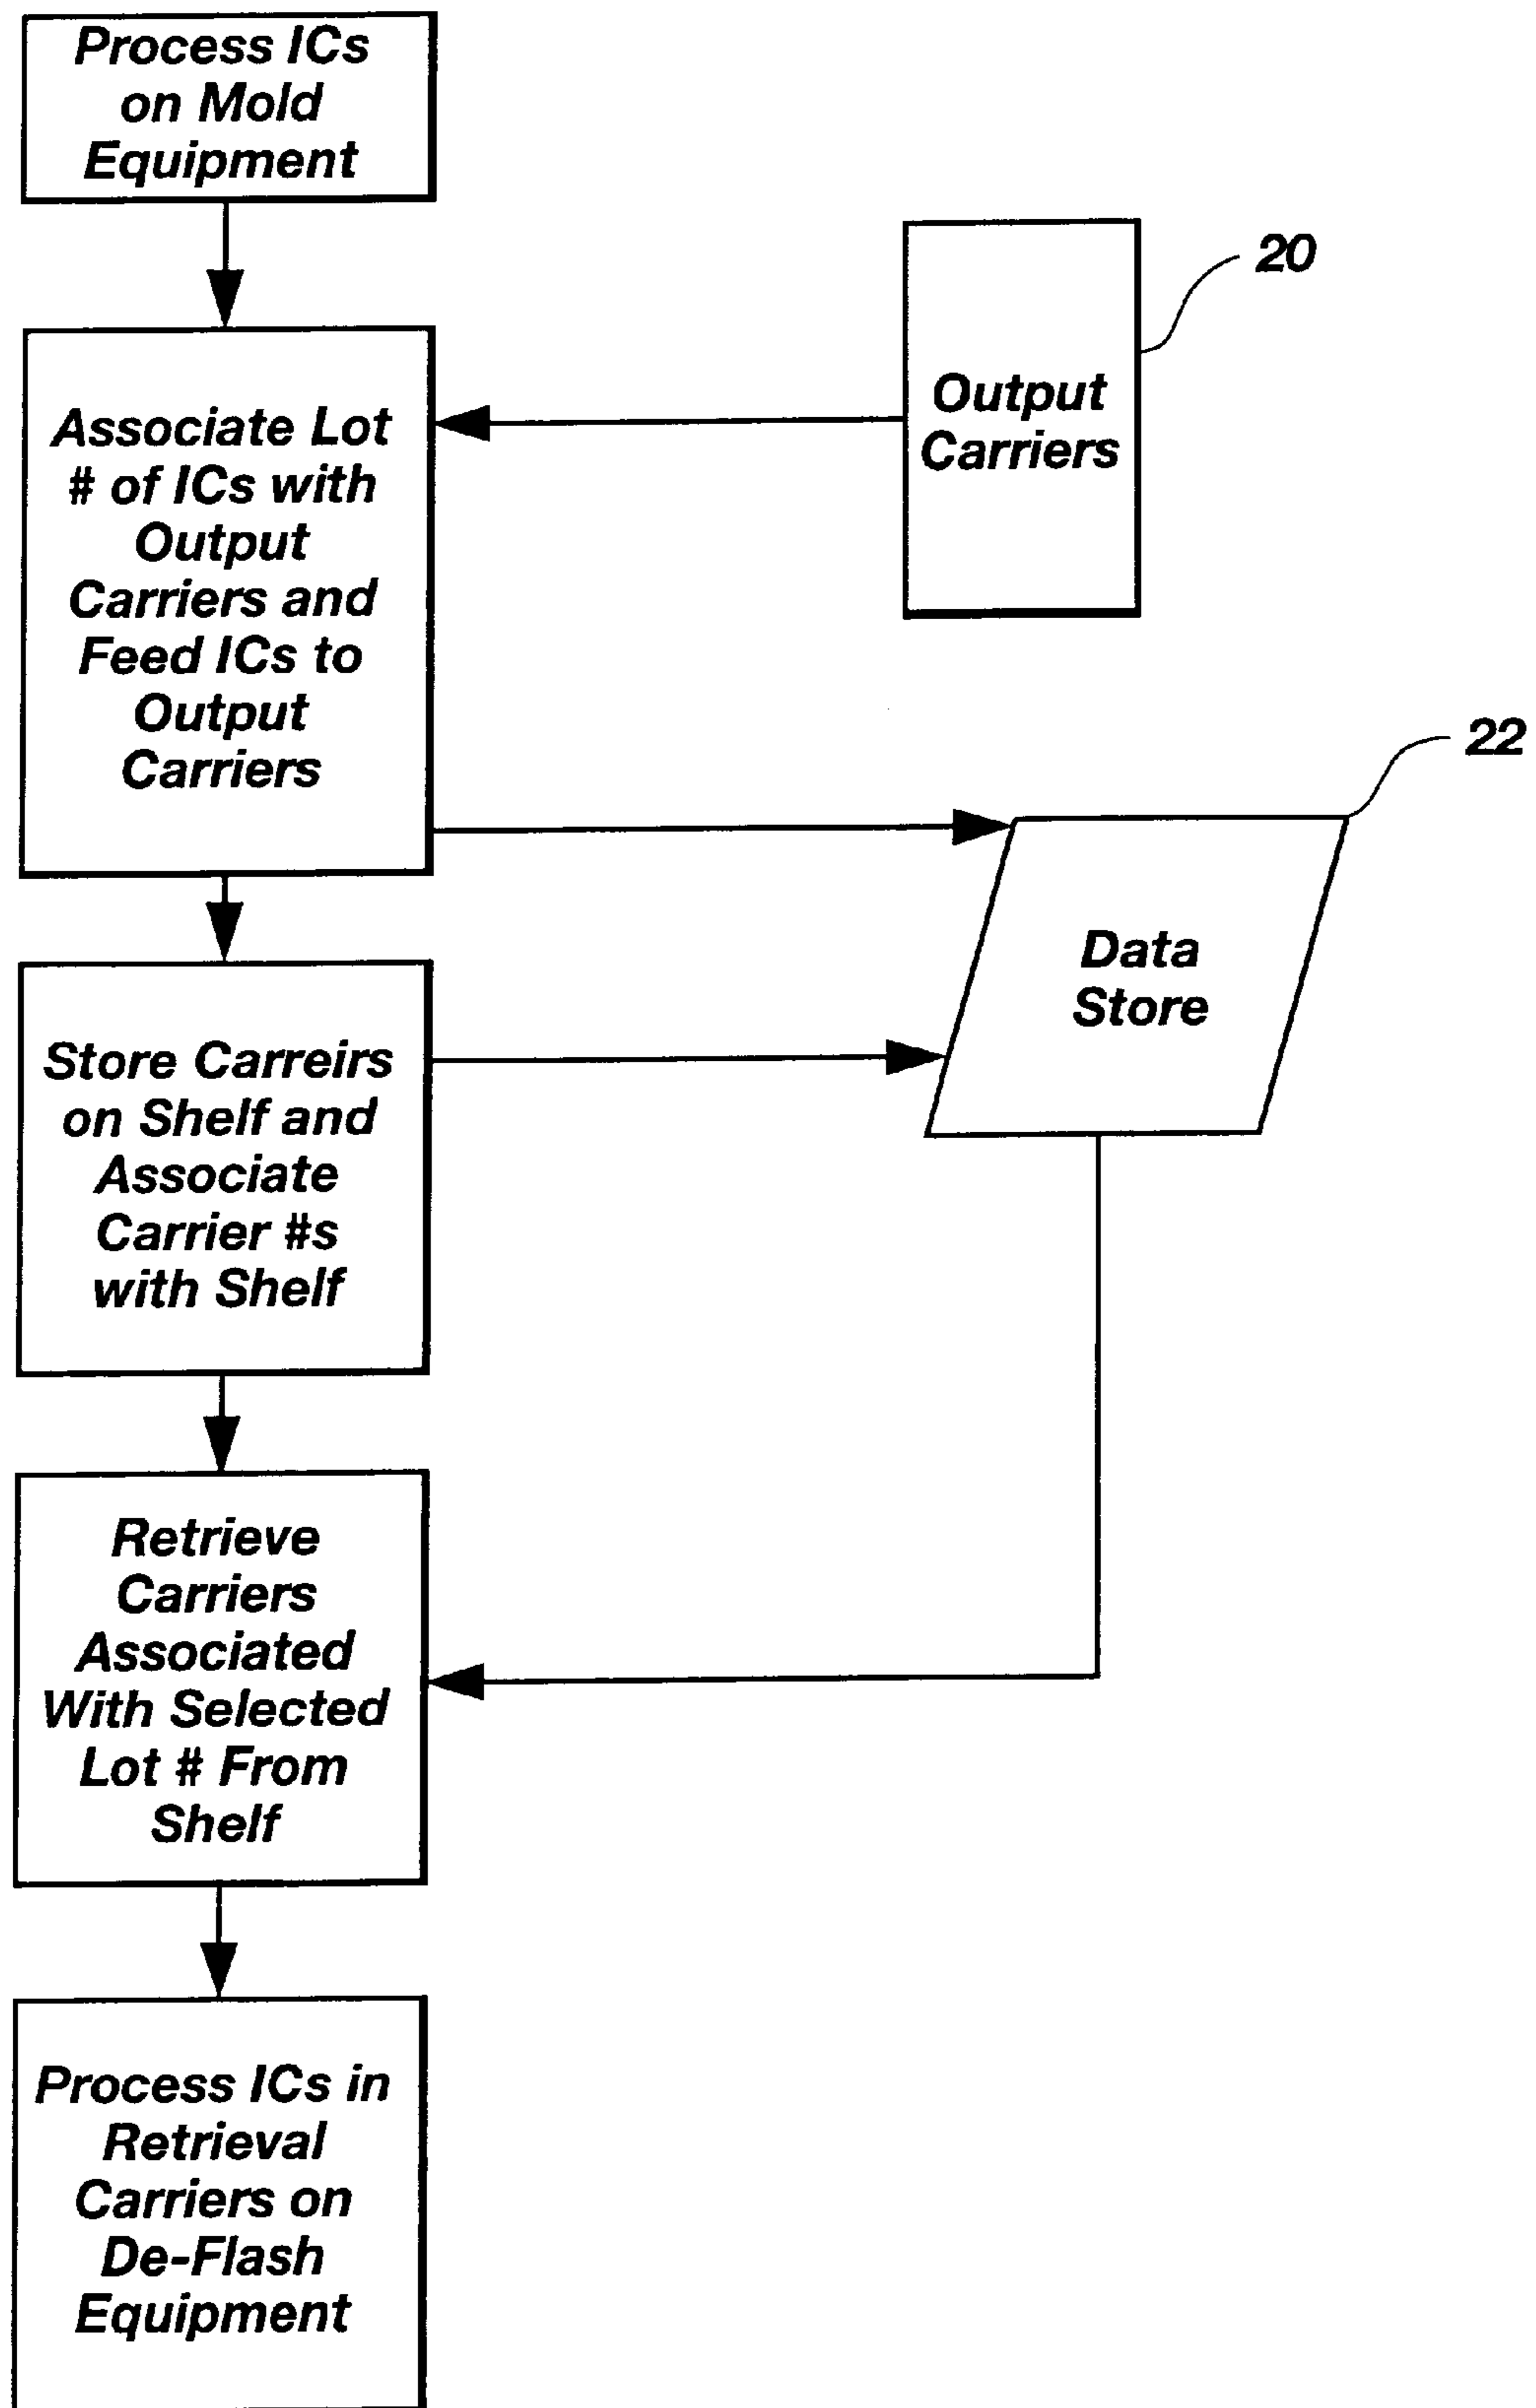 Process ICs
on Mold
Equipment
20
Output
Carriers
Associate Lot
# of ICs with
Output
Carriers and
Feed ICs to
Output
Carriers
22
Data
Store
Store Carreirs
on Shelf and
Associate
Carrier #s
with Shelf
Retrieve
Carriers
Associated
With Selected
Lot # From
Shelf
Process ICs in
Retrieval
Carriers on
De-Flash
Equipment